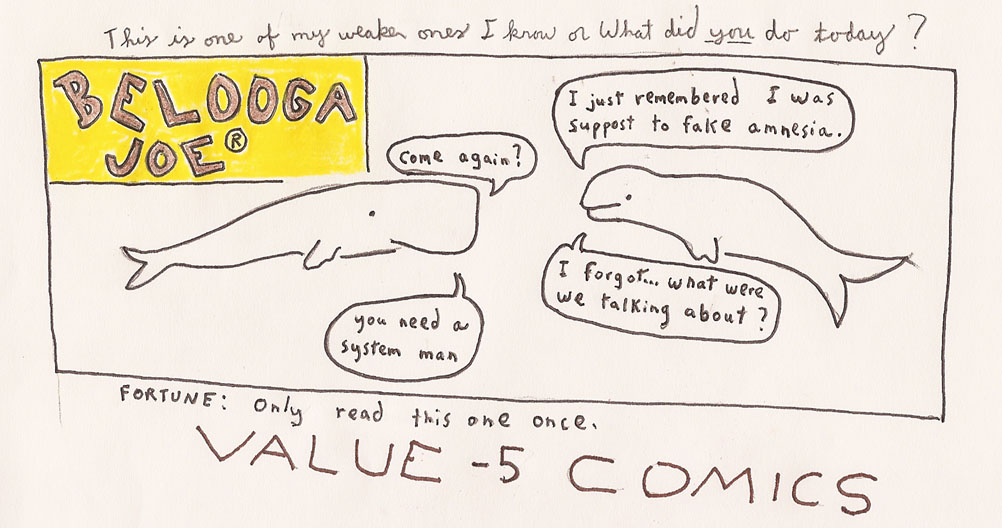 This is one of my weaker ones I know or What did you do today?
BELOOGA
JOE®
I just remembered I was
suppost to fake amnesia.
come again?
I forgot... what were
we talking about?
you need a
system man
FORTUNE: Only read this one once.
VALUE -5 COMICS